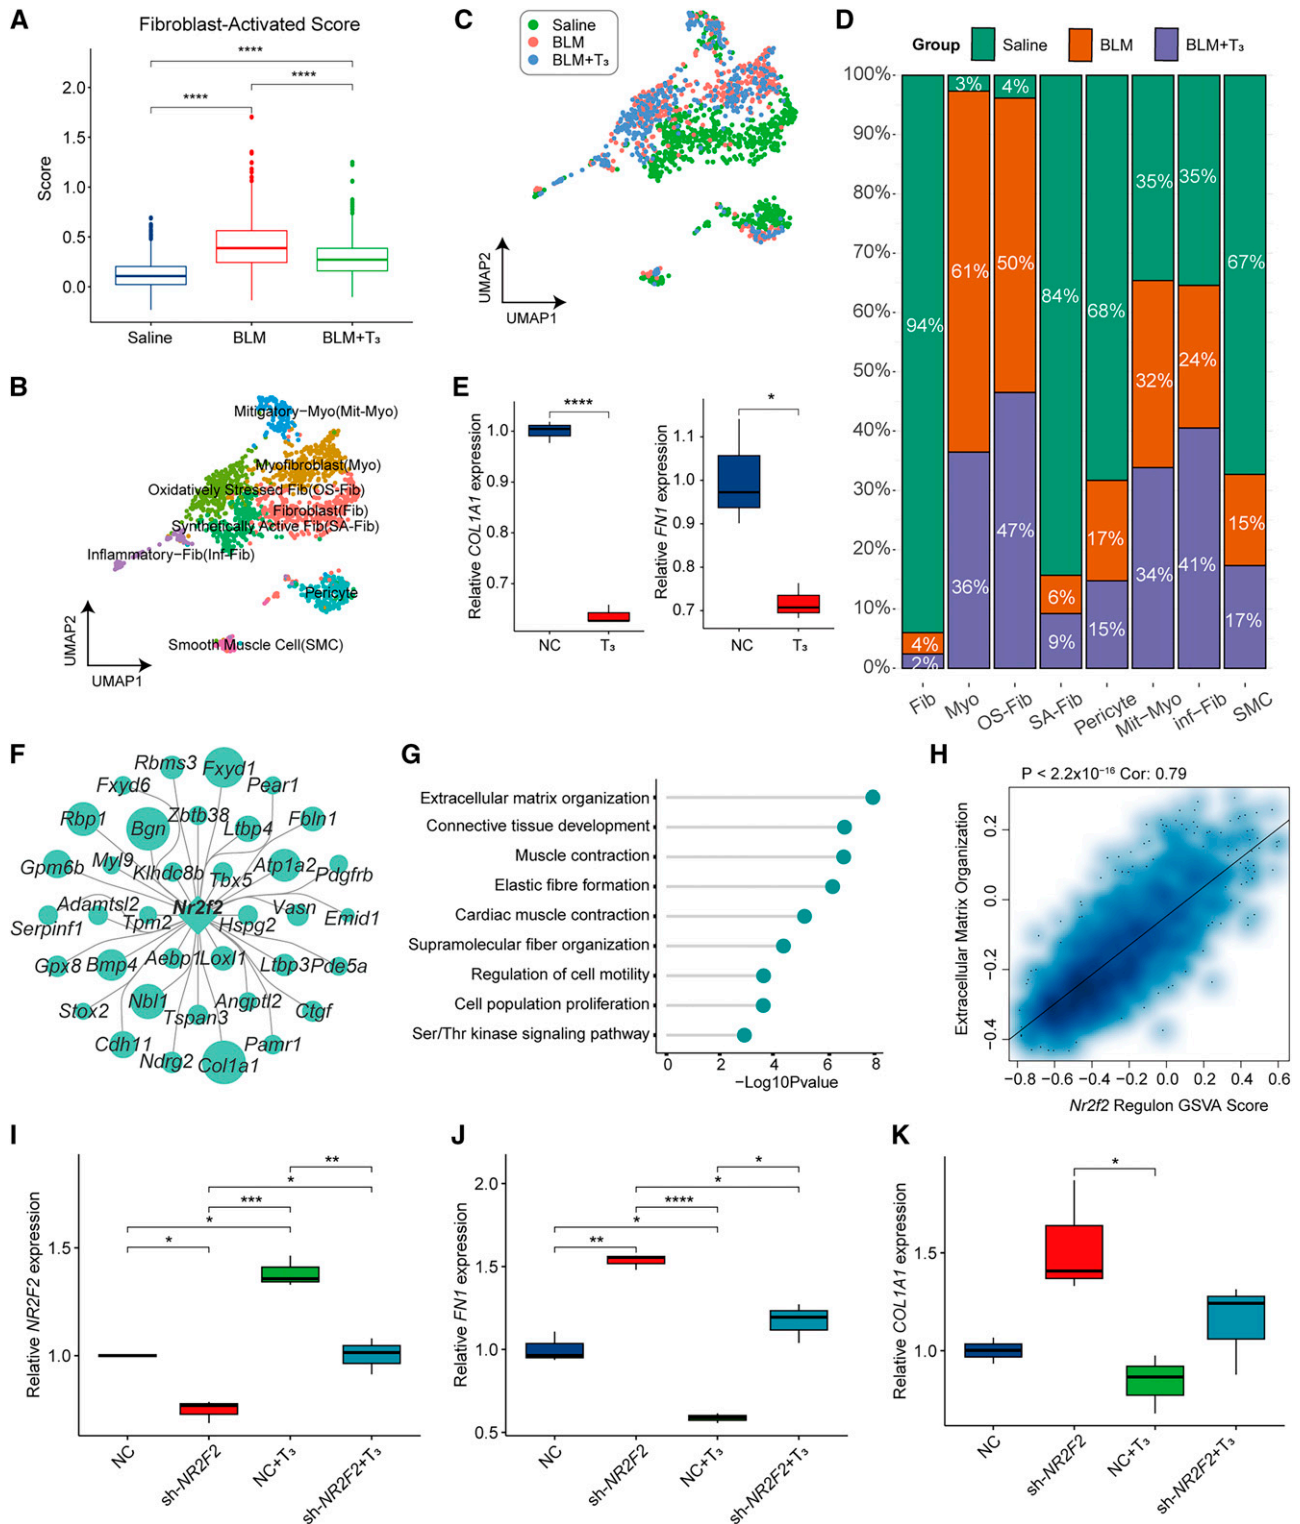 A
Fibroblast-Activated Score
****
****
****
2.0
1.5
1.0
0.5
0.0
Score
Saline
BLM
BLM+T₃
B
Mitigatory−Myo(Mit-Myo)
Myofibroblast(Myo)
Oxidatively Stressed Fib(OS-Fib)
Fibroblast(Fib)
Synthetically Active Fib(SA-Fib)
Inflammatory−Fib(Inf-Fib)
Pericyte
Smooth Muscle Cell(SMC)
UMAP2
UMAP1
C
Saline
BLM
BLM+T₃
UMAP2
UMAP1
D
Group
Saline
BLM
BLM+T₃
100%
90%
80%
70%
60%
50%
40%
30%
20%
10%
0%
94%
4%
2%
3%
61%
36%
4%
50%
47%
84%
6%
9%
68%
17%
15%
35%
32%
34%
35%
24%
41%
67%
15%
17%
Fib
Myo
OS-Fib
SA-Fib
Pericyte
Mit−Myo
inf−Fib
SMC
E
****
1.0
0.9
0.8
0.7
Relative COL1A1 expression
NC
T₃
*
1.1
1.0
0.9
0.8
0.7
Relative FN1 expression
NC
T₃
F
Rbms3
Fxyd1
Fxyd6
Pear1
Rbp1
Bgn
Zbtb38
Ltbp4
Fbln1
Gpm6b
Myl9
Klhdc8b
Tbx5
Atp1a2
Pdgfrb
Adamtsl2
Serpinf1
Tpm2
Nr2f2
Hspg2
Vasn
Emid1
Gpx8
Bmp4
Aebp1
Loxl1
Ltbp3
Pde5a
Stox2
Nbl1
Tspan3
Angptl2
Ctgf
Cdh11
Ndrg2
Col1a1
Pamr1
G
Extracellular matrix organization
Connective tissue development
Muscle contraction
Elastic fibre formation
Cardiac muscle contraction
Supramolecular fiber organization
Regulation of cell motility
Cell population proliferation
Ser/Thr kinase signaling pathway
0 2 4 6 8
−Log10Pvalue
H
P < 2.2x10⁻¹⁶ Cor: 0.79
Extracellular Matrix Organization
0.2
0.0
−0.2
−0.4
−0.8 −0.6 −0.4 −0.2 0.0 0.2 0.4 0.6
Nr2f2 Regulon GSVA Score
I
**
*
***
*
*
1.5
1.0
Relative NR2F2 expression
NC
sh-NR2F2
NC+T₃
sh-NR2F2+T₃
J
*
*
****
*
**
2.0
1.5
1.0
0.5
Relative FN1 expression
NC
sh-NR2F2
NC+T₃
sh-NR2F2+T₃
K
*
1.5
1.0
Relative COL1A1 expression
NC
sh-NR2F2
NC+T₃
sh-NR2F2+T₃